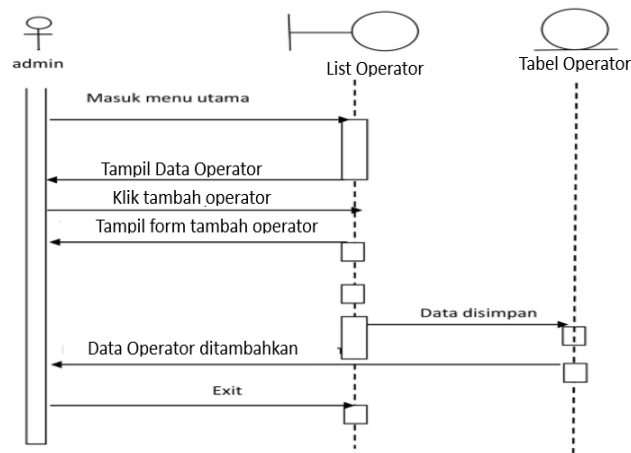 admin
List Operator
Tabel Operator
Masuk menu utama
Tampil Data Operator
Klik tambah operator
Tampil form tambah operator
Data disimpan
Data Operator ditambahkan
Exit